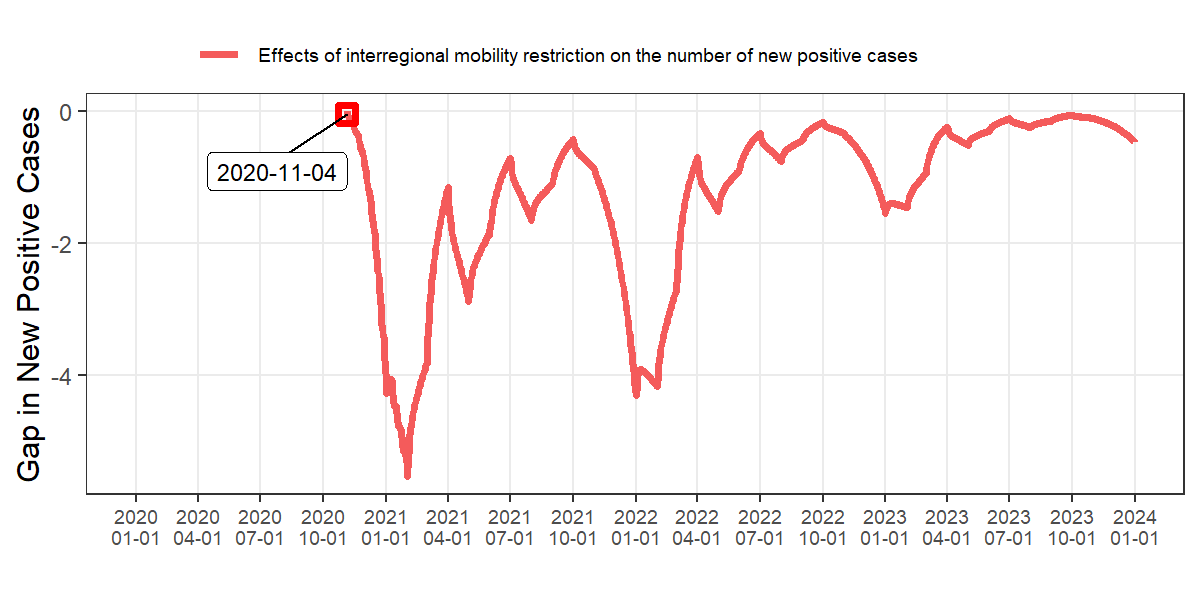 Effects of interregional mobility restriction on the number of new positive cases
Gap in New Positive Cases
0
-2
-4
2020-11-04
2020 2020 2020 2020 2021 2021 2021 2021 2022 2022 2022 2022 2023 2023 2023 2023 2024
01-01 04-01 07-01 10-01 01-01 04-01 07-01 10-01 01-01 04-01 07-01 10-01 01-01 04-01 07-01 10-01 01-01